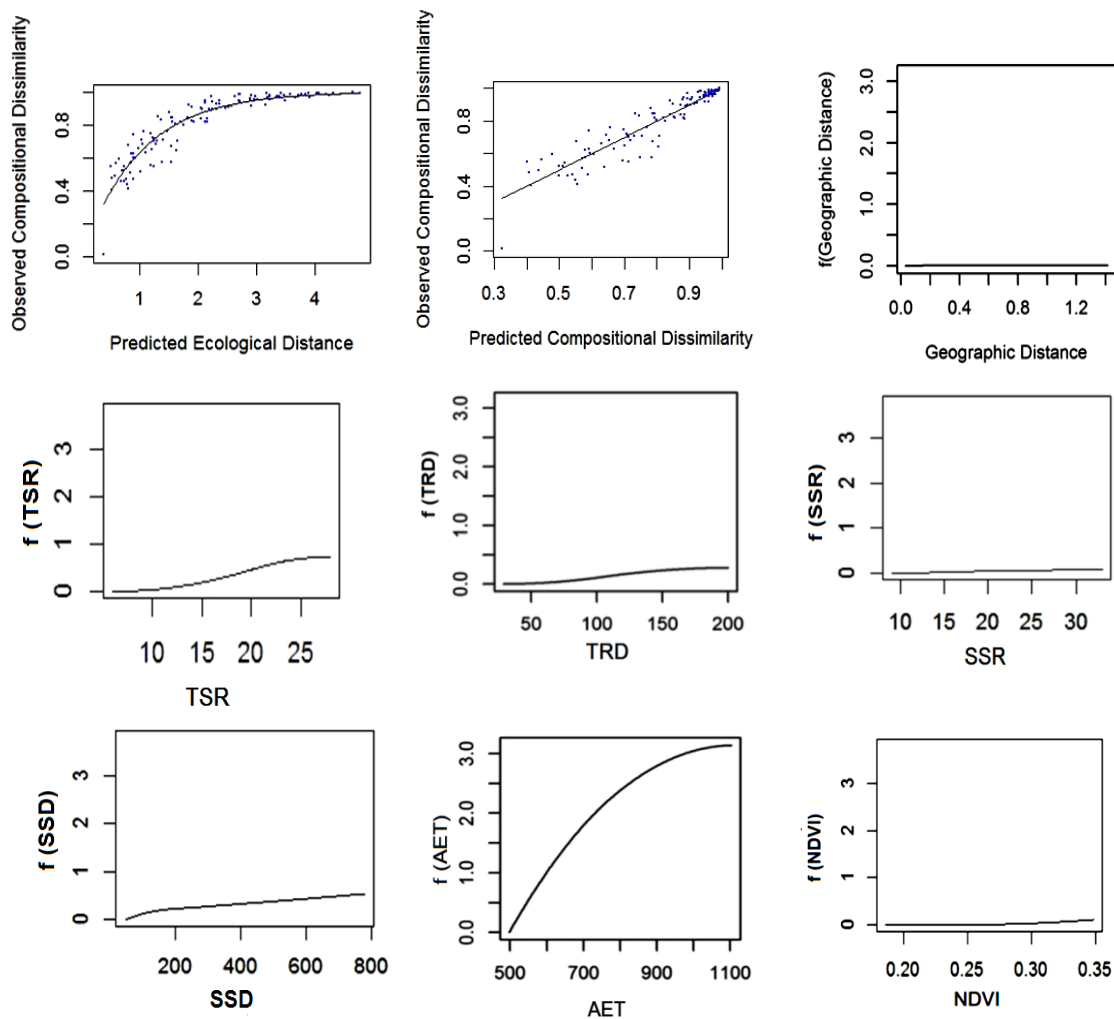 Observed Compositional Dissimilarity
0.0 0.4 0.8
1 2 3 4
Predicted Ecological Distance
Observed Compositional Dissimilarity
0.0 0.4 0.8
0.3 0.5 0.7 0.9
Predicted Compositional Dissimilarity
f(Geographic Distance)
0.0 1.0 2.0 3.0
0.0 0.4 0.8 1.2
Geographic Distance
f (TSR)
0 1 2 3
10 15 20 25
TSR
f (TRD)
0.0 1.0 2.0 3.0
50 100 150 200
TRD
f (SSR)
0 1 2 3
10 15 20 25 30
SSR
f (SSD)
0 1 2 3
200 400 600 800
SSD
f (AET)
0.0 1.0 2.0 3.0
500 700 900 1100
AET
f (NDVI)
0 1 2 3
0.20 0.25 0.30 0.35
NDVI